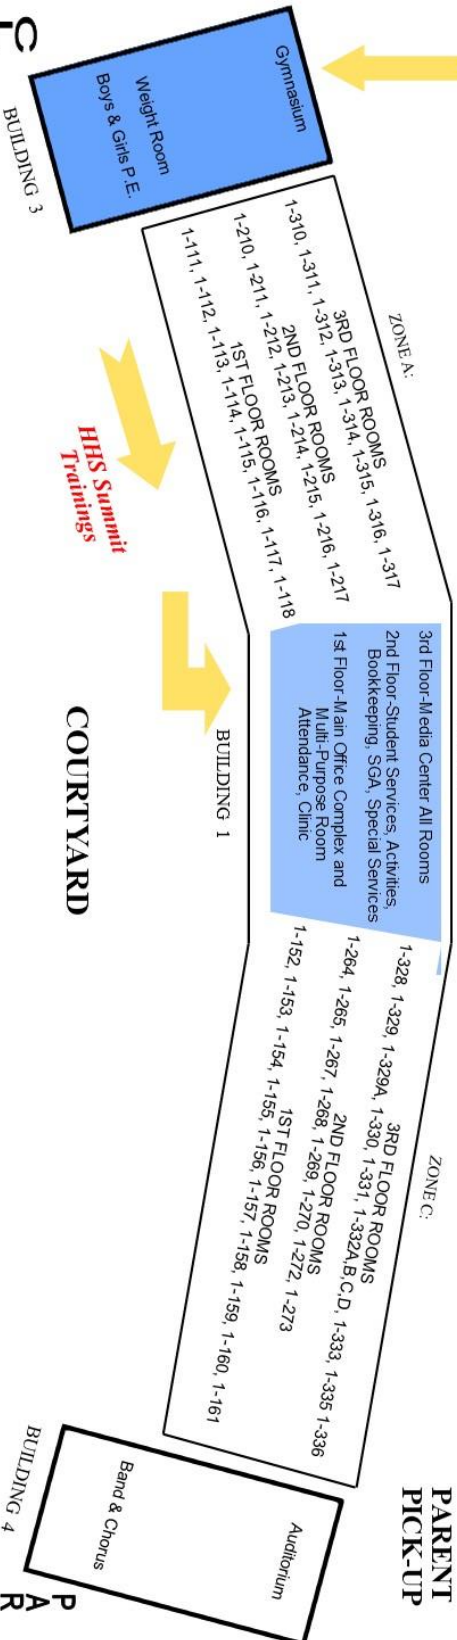 Gymnasium
Weight Room
Boys & Girls P.E.
BUILDING 3
ZONE A:
3RD FLOOR ROOMS
1-310, 1-311, 1-312, 1-313, 1-314, 1-315, 1-316, 1-317
2ND FLOOR ROOMS
1-210, 1-211, 1-212, 1-213, 1-214, 1-215, 1-216, 1-217
1ST FLOOR ROOMS
1-111, 1-112, 1-113, 1-114, 1-115, 1-116, 1-117, 1-118
HHS Summit
Trainings
3rd Floor-Media Center All Rooms
2nd Floor-Student Services, Activities,
Bookkeeping, SGA, Special Services
1st Floor-Main Office Complex and
Multi-Purpose Room
Attendance, Clinic
BUILDING 1
COURTYARD
ZONE C:
3RD FLOOR ROOMS
1-328, 1-329, 1-329A, 1-330, 1-331, 1-332A,B,C,D, 1-333, 1-335 1-336
2ND FLOOR ROOMS
1-264, 1-265, 1-267, 1-268, 1-269, 1-270, 1-272, 1-273
1ST FLOOR ROOMS
1-152, 1-153, 1-154, 1-155, 1-156, 1-157, 1-158, 1-159, 1-160, 1-161
PARENT
PICK-UP
Auditorium
Band & Chorus
BUILDING 4
P
A
R